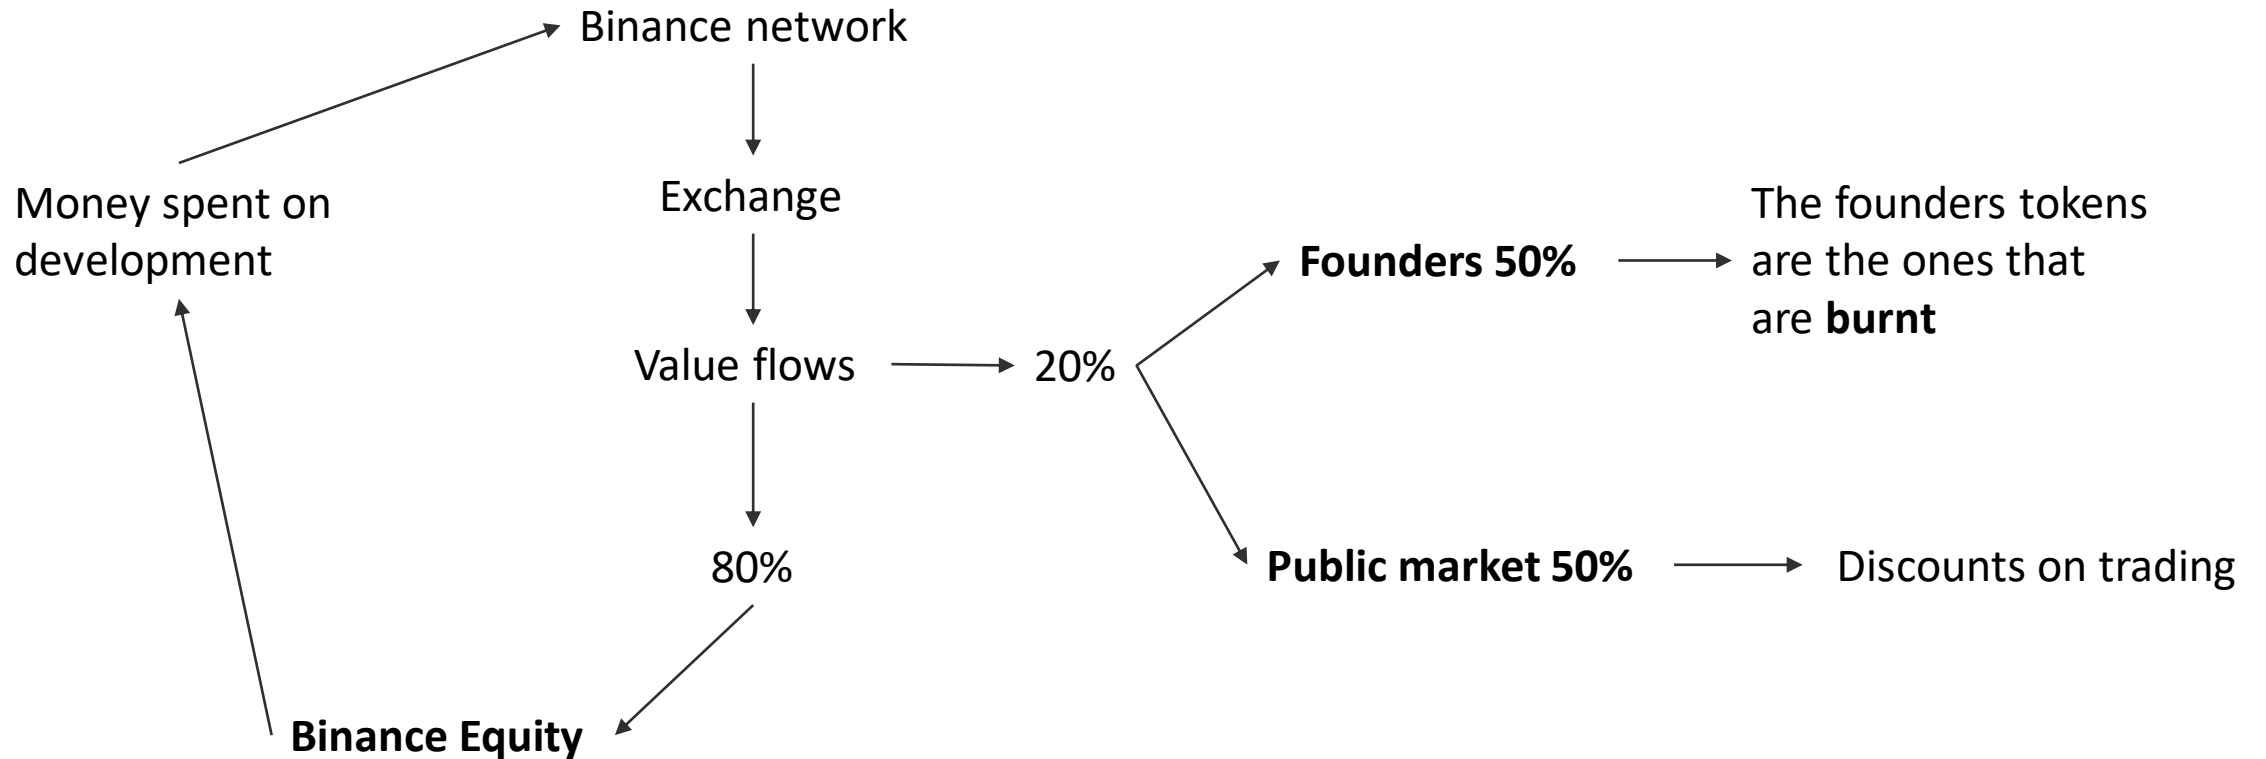 Binance network
Money spent on
development
Exchange
Value flows
20%
80%
Binance Equity
Founders 50%
The founders tokens
are the ones that
are burnt
Public market 50%
Discounts on trading